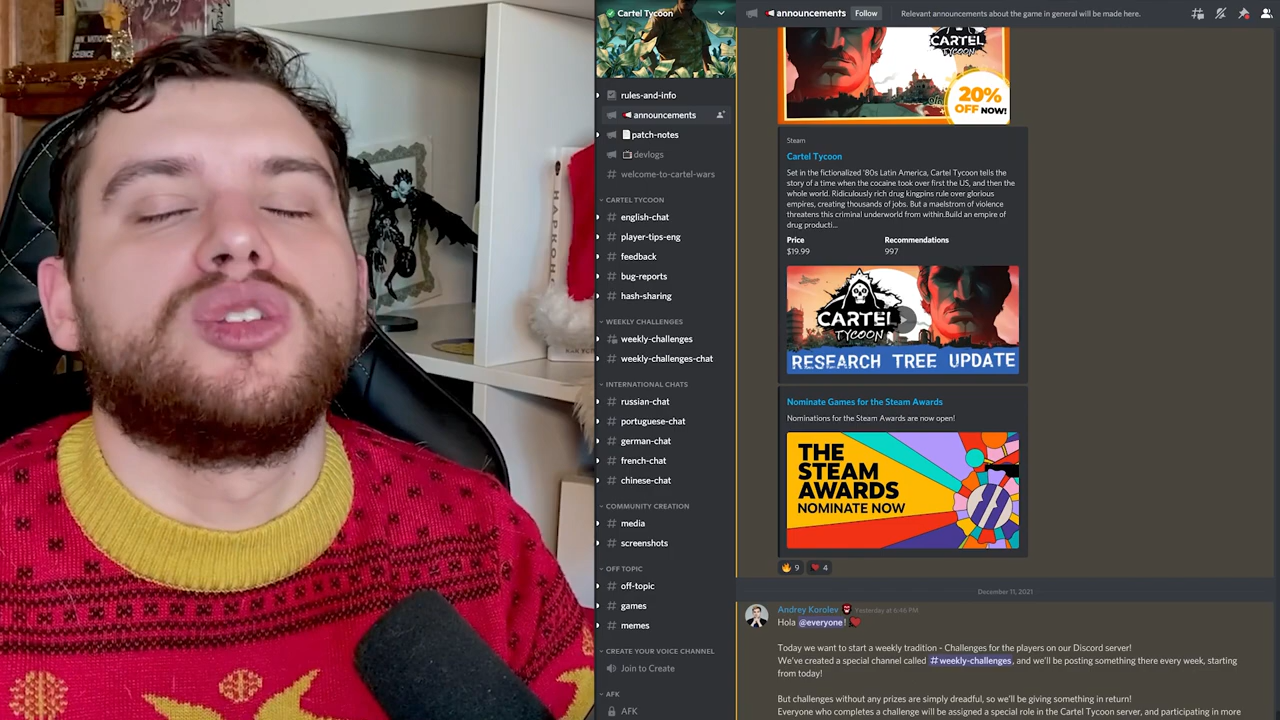 Cartel Tycoon
rules-and-info
announcements
patch-notes
devlogs
welcome-to-cartel-wars
CARTEL TYCOON
english-chat
player-tips-eng
feedback
bug-reports
hash-sharing
WEEKLY CHALLENGES
weekly-challenges
weekly-challenges-chat
INTERNATIONAL CHATS
russian-chat
portuguese-chat
german-chat
french-chat
chinese-chat
COMMUNITY CREATION
media
screenshots
OFF TOPIC
off-topic
games
memes
CREATE YOUR VOICE CHANNEL
Join to Create
AFK
AFK
announcements Follow Relevant announcements about the game in general will be made here.
CARTEL
TYCOON
20%
OFF NOW!
Steam
Cartel Tycoon
Set in the fictionalized '80s Latin America, Cartel Tycoon tells the
story of a time when the cocaine took over first the US, and then the
whole world. Ridiculously rich drug kingpins rule over glorious
empires, creating thousands of jobs. But a maelstrom of violence
threatens this criminal underworld from within.Build an empire of
drug producti...
Price Recommendations
$19.99 997
CARTEL
TYCOON
RESEARCH TREE UPDATE
Nominate Games for the Steam Awards
Nominations for the Steam Awards are now open!
THE
STEAM
AWARDS
NOMINATE NOW
9 4
December 11, 2021
Andrey Korolev Yesterday at 6:46 PM
Hola @everyone!
Today we want to start a weekly tradition - Challenges for the players on our Discord server!
We've created a special channel called #weekly-challenges, and we'll be posting something there every week, starting
from today!
But challenges without any prizes are simply dreadful, so we'll be giving something in return!
Everyone who completes a challenge will be assigned a special role in the Cartel Tycoon server, and participating in more